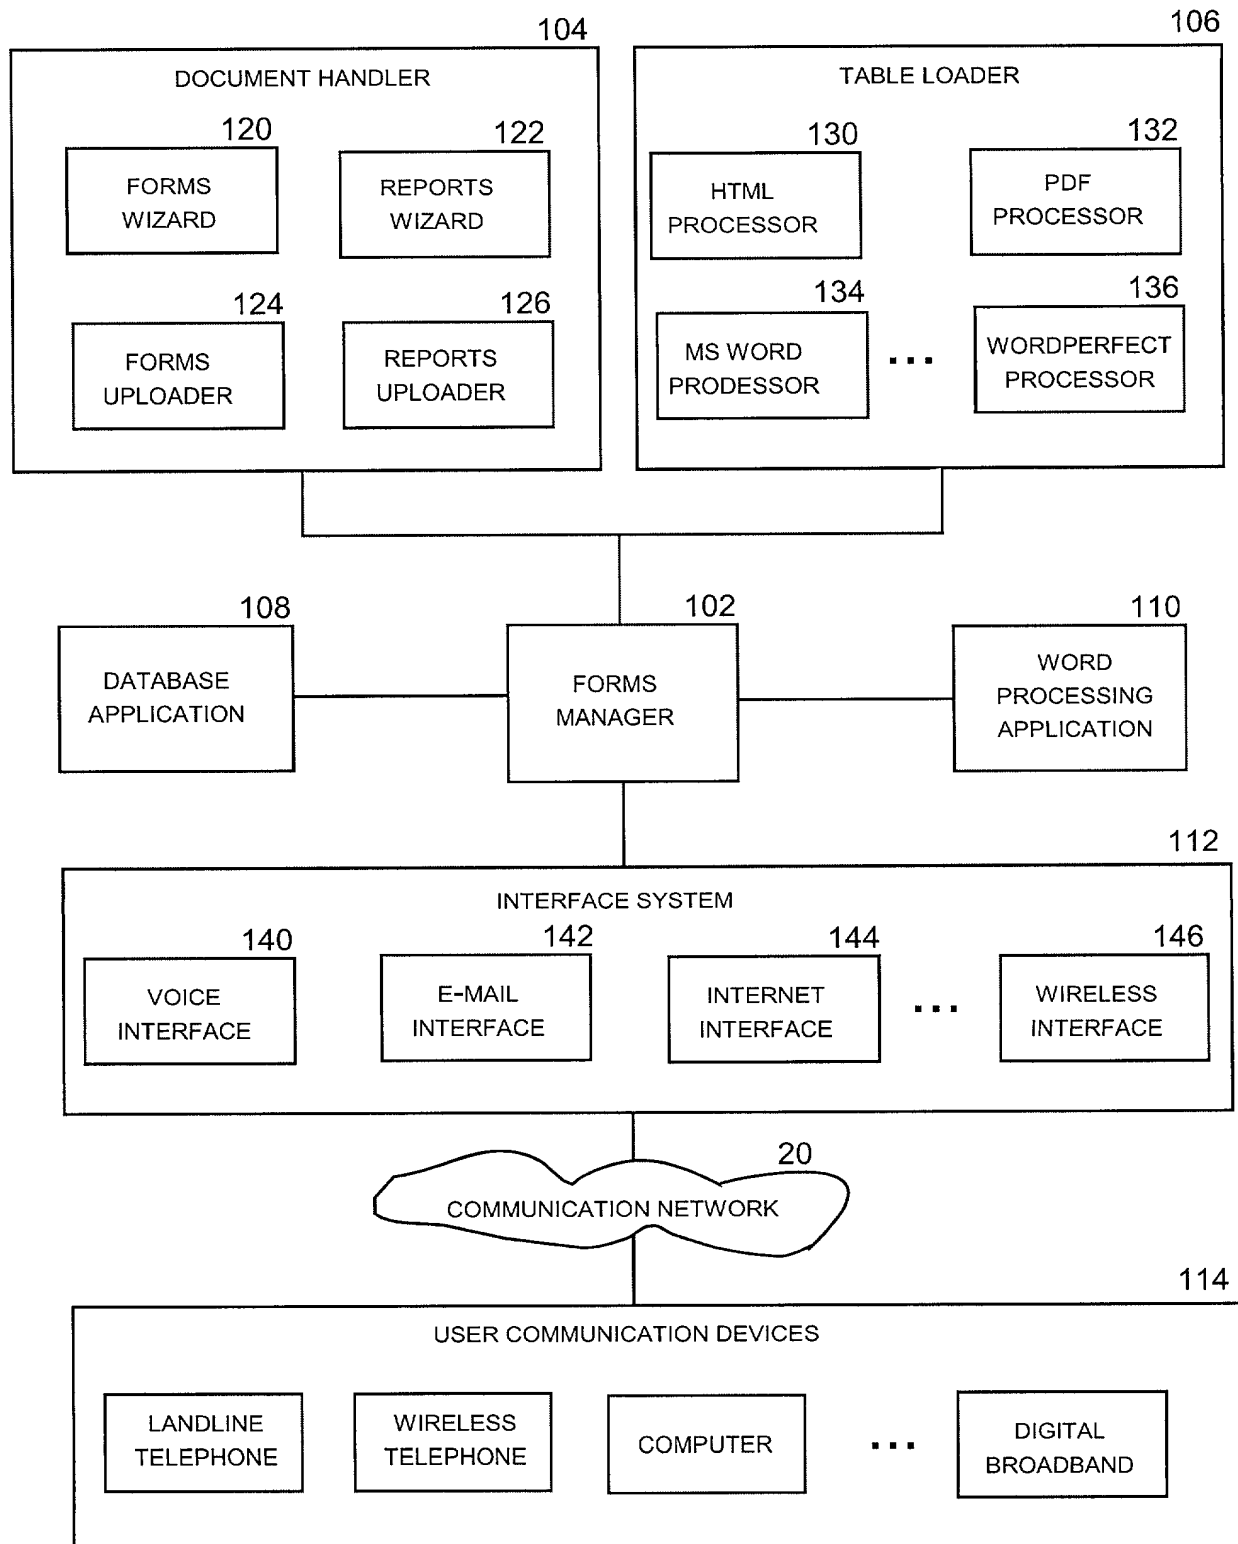 104
106
DOCUMENT HANDLER
TABLE LOADER
120
122
130
132
FORMS
WIZARD
REPORTS
WIZARD
HTML
PROCESSOR
PDF
PROCESSOR
124
126
134
136
FORMS
UPLOADER
REPORTS
UPLOADER
MS WORD
PRODESSOR
...
WORDPERFECT
PROCESSOR
108
102
110
DATABASE
APPLICATION
FORMS
MANAGER
WORD
PROCESSING
APPLICATION
112
INTERFACE SYSTEM
140
142
144
146
VOICE
INTERFACE
E-MAIL
INTERFACE
INTERNET
INTERFACE
...
WIRELESS
INTERFACE
20
COMMUNICATION NETWORK
114
USER COMMUNICATION DEVICES
LANDLINE
TELEPHONE
WIRELESS
TELEPHONE
COMPUTER
...
DIGITAL
BROADBAND